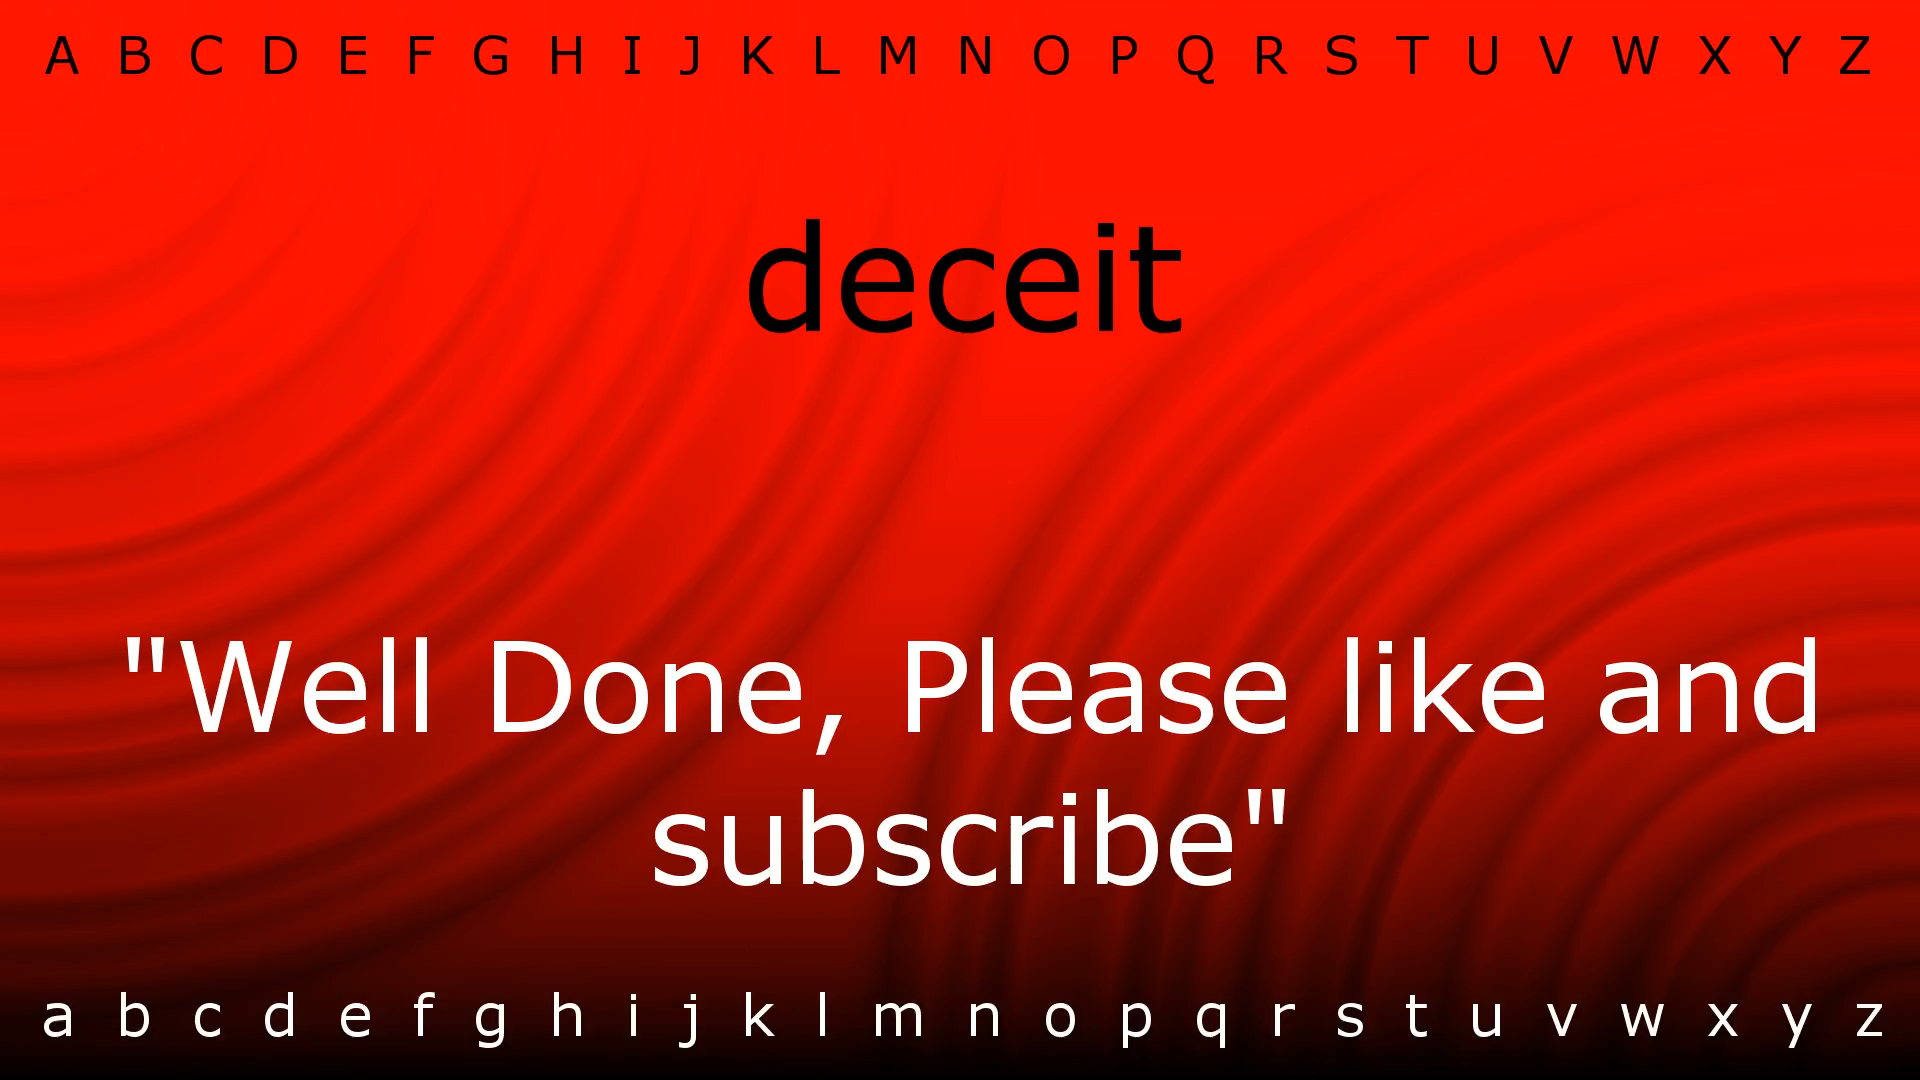 A B C D E F G H I J K L M N O P Q R S T U V W X Y Z
deceit
"Well Done, Please like and
subscribe"
a b c d e f g h i j k l m n o p q r s t u v w x y z